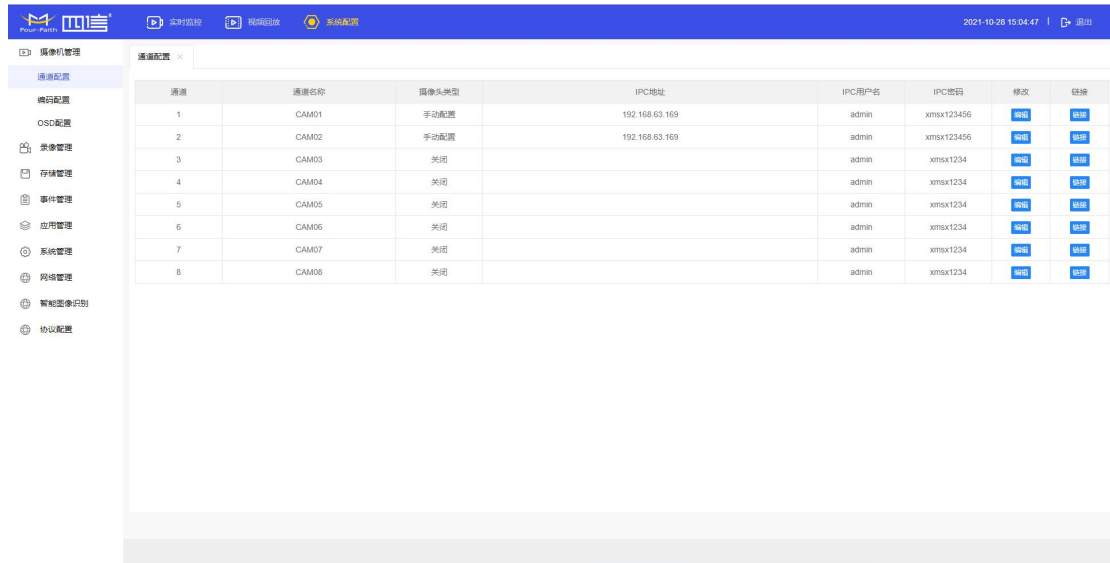 Four-Faith 四信 实时监控 视频回放 系统配置 2021-10-28 15:04:47 退出
摄像机管理
通道配置
编码配置
OSD配置
录像管理
存储管理
事件管理
应用管理
系统管理
网络管理
智能图像识别
协议配置
通道配置 ×
通道 通道名称 摄像头类型 IPC地址 IPC用户名 IPC密码 修改 链接
1 CAM01 手动配置 192.168.63.169 admin xmsx123456 编辑 链接
2 CAM02 手动配置 192.168.63.169 admin xmsx123456 编辑 链接
3 CAM03 关闭 admin xmsx1234 编辑 链接
4 CAM04 关闭 admin xmsx1234 编辑 链接
5 CAM05 关闭 admin xmsx1234 编辑 链接
6 CAM06 关闭 admin xmsx1234 编辑 链接
7 CAM07 关闭 admin xmsx1234 编辑 链接
8 CAM08 关闭 admin xmsx1234 编辑 链接